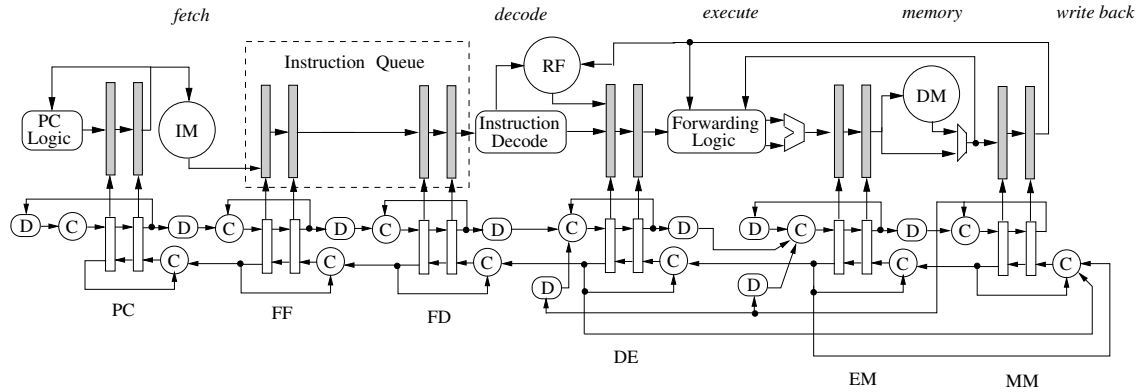 fetch decode execute memory write back
Instruction Queue
RF
DM
PC
Logic
IM
Instruction
Decode
Forwarding
Logic
D C D C D C D C D D C D C
C C C C C C
D D
PC FF FD
DE
EM MM